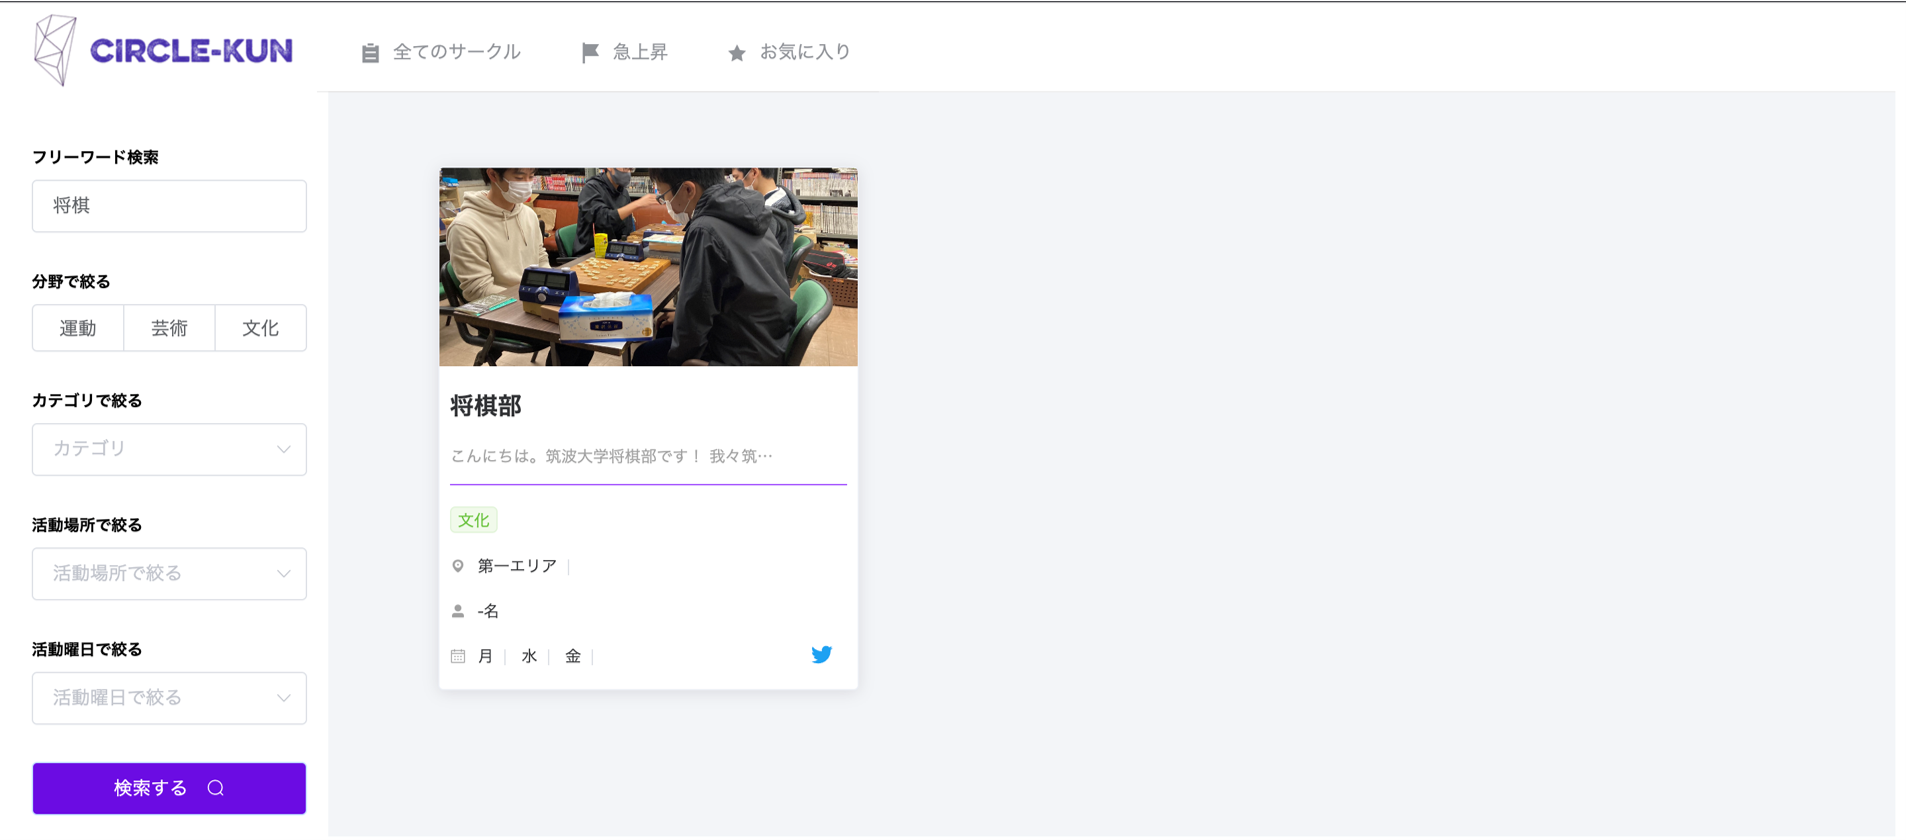 CIRCLE-KUN
全てのサークル
急上昇
お気に入り
フリーワード検索
将棋
分野で絞る
運動
芸術
文化
カテゴリで絞る
カテゴリ
活動場所で絞る
活動場所で絞る
活動曜日で絞る
活動曜日で絞る
検索する
将棋部
こんにちは。筑波大学将棋部です！ 我々筑…
文化
第一エリア
-名
月 水 金